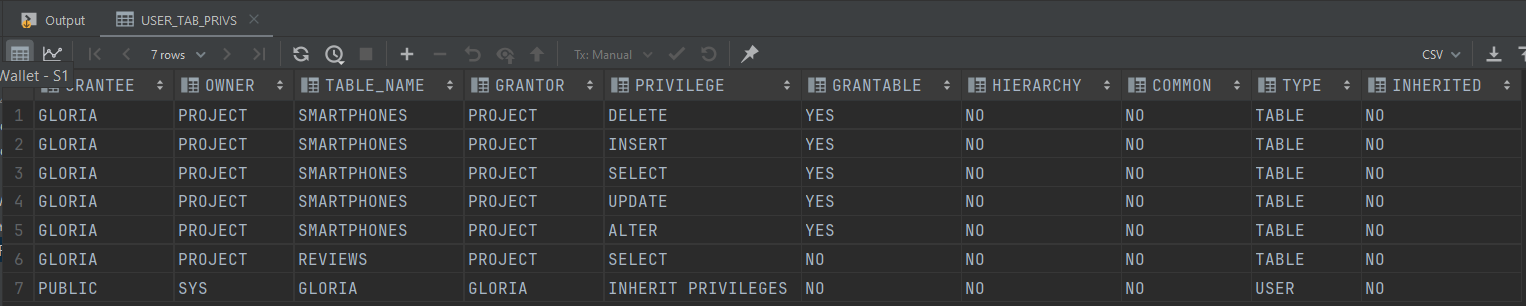 Output USER_TAB_PRIVS
7 rows Tx: Manual CSV
Wallet - S1
GRANTEE OWNER TABLE_NAME GRANTOR PRIVILEGE GRANTABLE HIERARCHY COMMON TYPE INHERITED
1 GLORIA PROJECT SMARTPHONES PROJECT DELETE YES NO NO TABLE NO
2 GLORIA PROJECT SMARTPHONES PROJECT INSERT YES NO NO TABLE NO
3 GLORIA PROJECT SMARTPHONES PROJECT SELECT YES NO NO TABLE NO
4 GLORIA PROJECT SMARTPHONES PROJECT UPDATE YES NO NO TABLE NO
5 GLORIA PROJECT SMARTPHONES PROJECT ALTER YES NO NO TABLE NO
6 GLORIA PROJECT REVIEWS PROJECT SELECT NO NO NO TABLE NO
7 PUBLIC SYS GLORIA GLORIA INHERIT PRIVILEGES NO NO NO USER NO